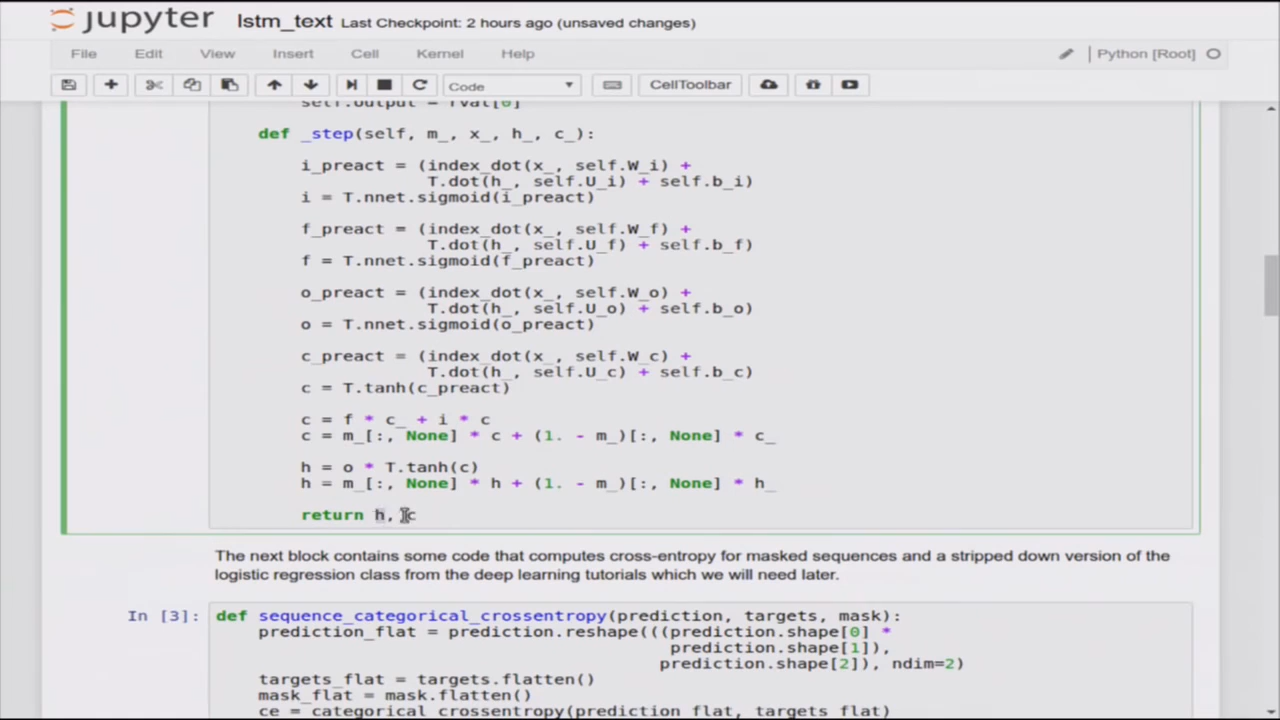 jupyter lstm_text Last Checkpoint: 2 hours ago (unsaved changes)
File Edit View Insert Cell Kernel Help Python [Root]
Code CellToolbar
self.output = rval[0]
def _step(self, m_, x_, h_, c_):
i_preact = (index_dot(x_, self.W_i) +
T.dot(h_, self.U_i) + self.b_i)
i = T.nnet.sigmoid(i_preact)
f_preact = (index_dot(x_, self.W_f) +
T.dot(h_, self.U_f) + self.b_f)
f = T.nnet.sigmoid(f_preact)
o_preact = (index_dot(x_, self.W_o) +
T.dot(h_, self.U_o) + self.b_o)
o = T.nnet.sigmoid(o_preact)
c_preact = (index_dot(x_, self.W_c) +
T.dot(h_, self.U_c) + self.b_c)
c = T.tanh(c_preact)
c = f * c_ + i * c
c = m_[:, None] * c + (1. - m_)[:, None] * c_
h = o * T.tanh(c)
h = m_[:, None] * h + (1. - m_)[:, None] * h_
return h, c
The next block contains some code that computes cross-entropy for masked sequences and a stripped down version of the
logistic regression class from the deep learning tutorials which we will need later.
In [3]: def sequence_categorical_crossentropy(prediction, targets, mask):
prediction_flat = prediction.reshape(((prediction.shape[0] *
prediction.shape[1]),
prediction.shape[2]), ndim=2)
targets_flat = targets.flatten()
mask_flat = mask.flatten()
ce = categorical_crossentropy(prediction_flat, targets_flat)